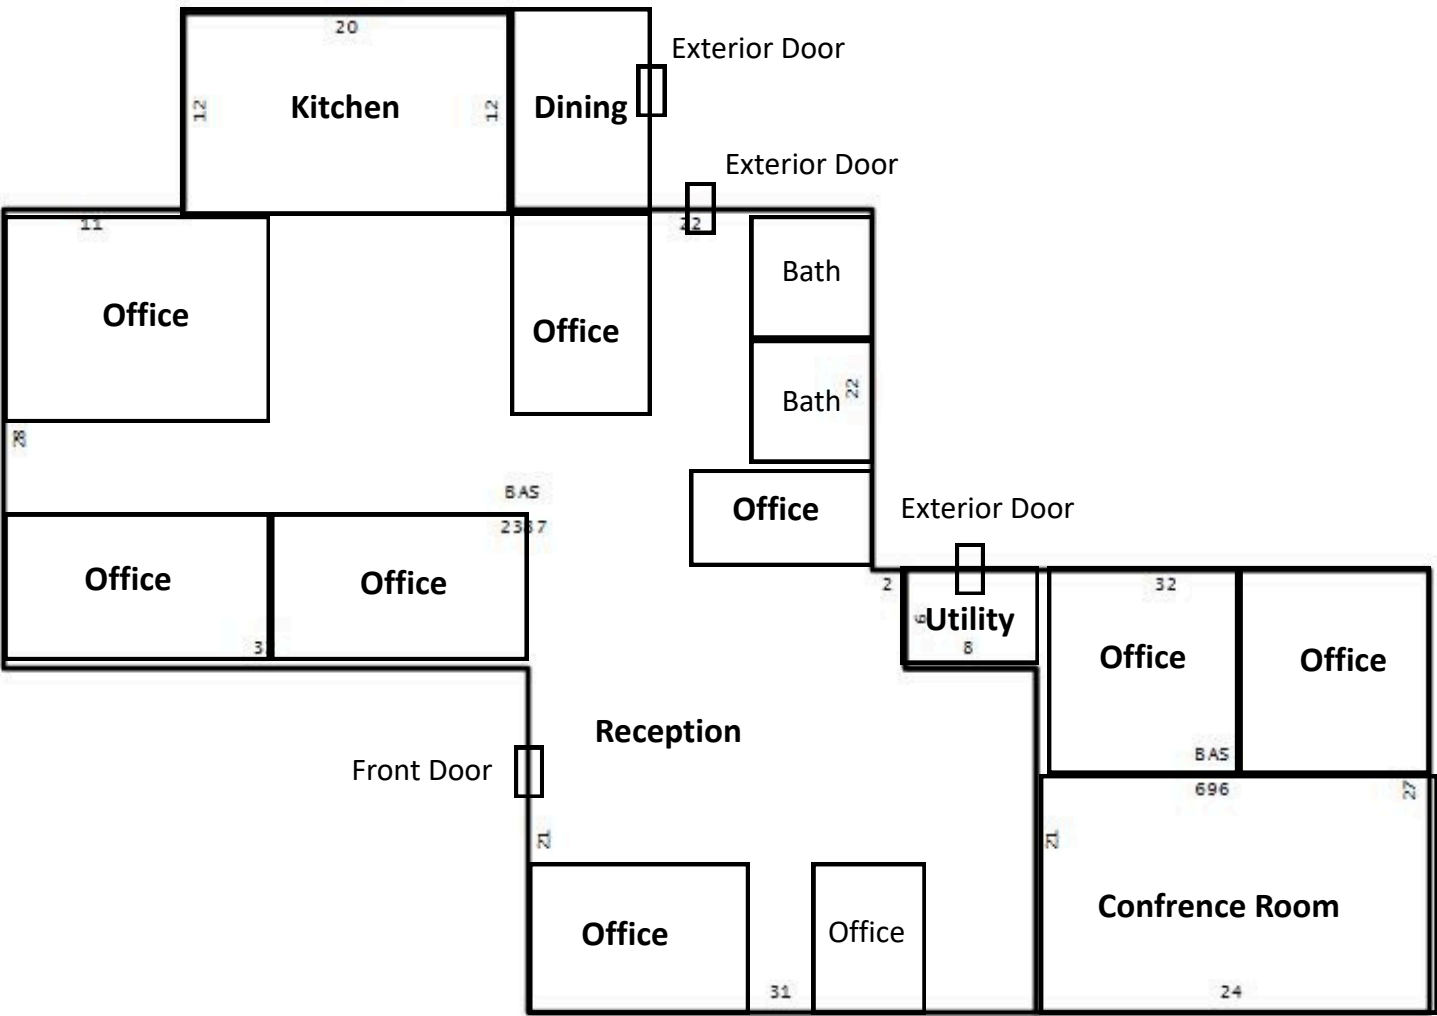 20
Exterior Door
12
Kitchen
12
Dining
Exterior Door
11
22
Bath
Office
Office
Bath
22
28
BAS
Office
Exterior Door
Office
Office
2
32
6
Utility
8
Office
Office
Reception
BAS
Front Door
696
27
21
21
Confrence Room
Office
Office
31
24